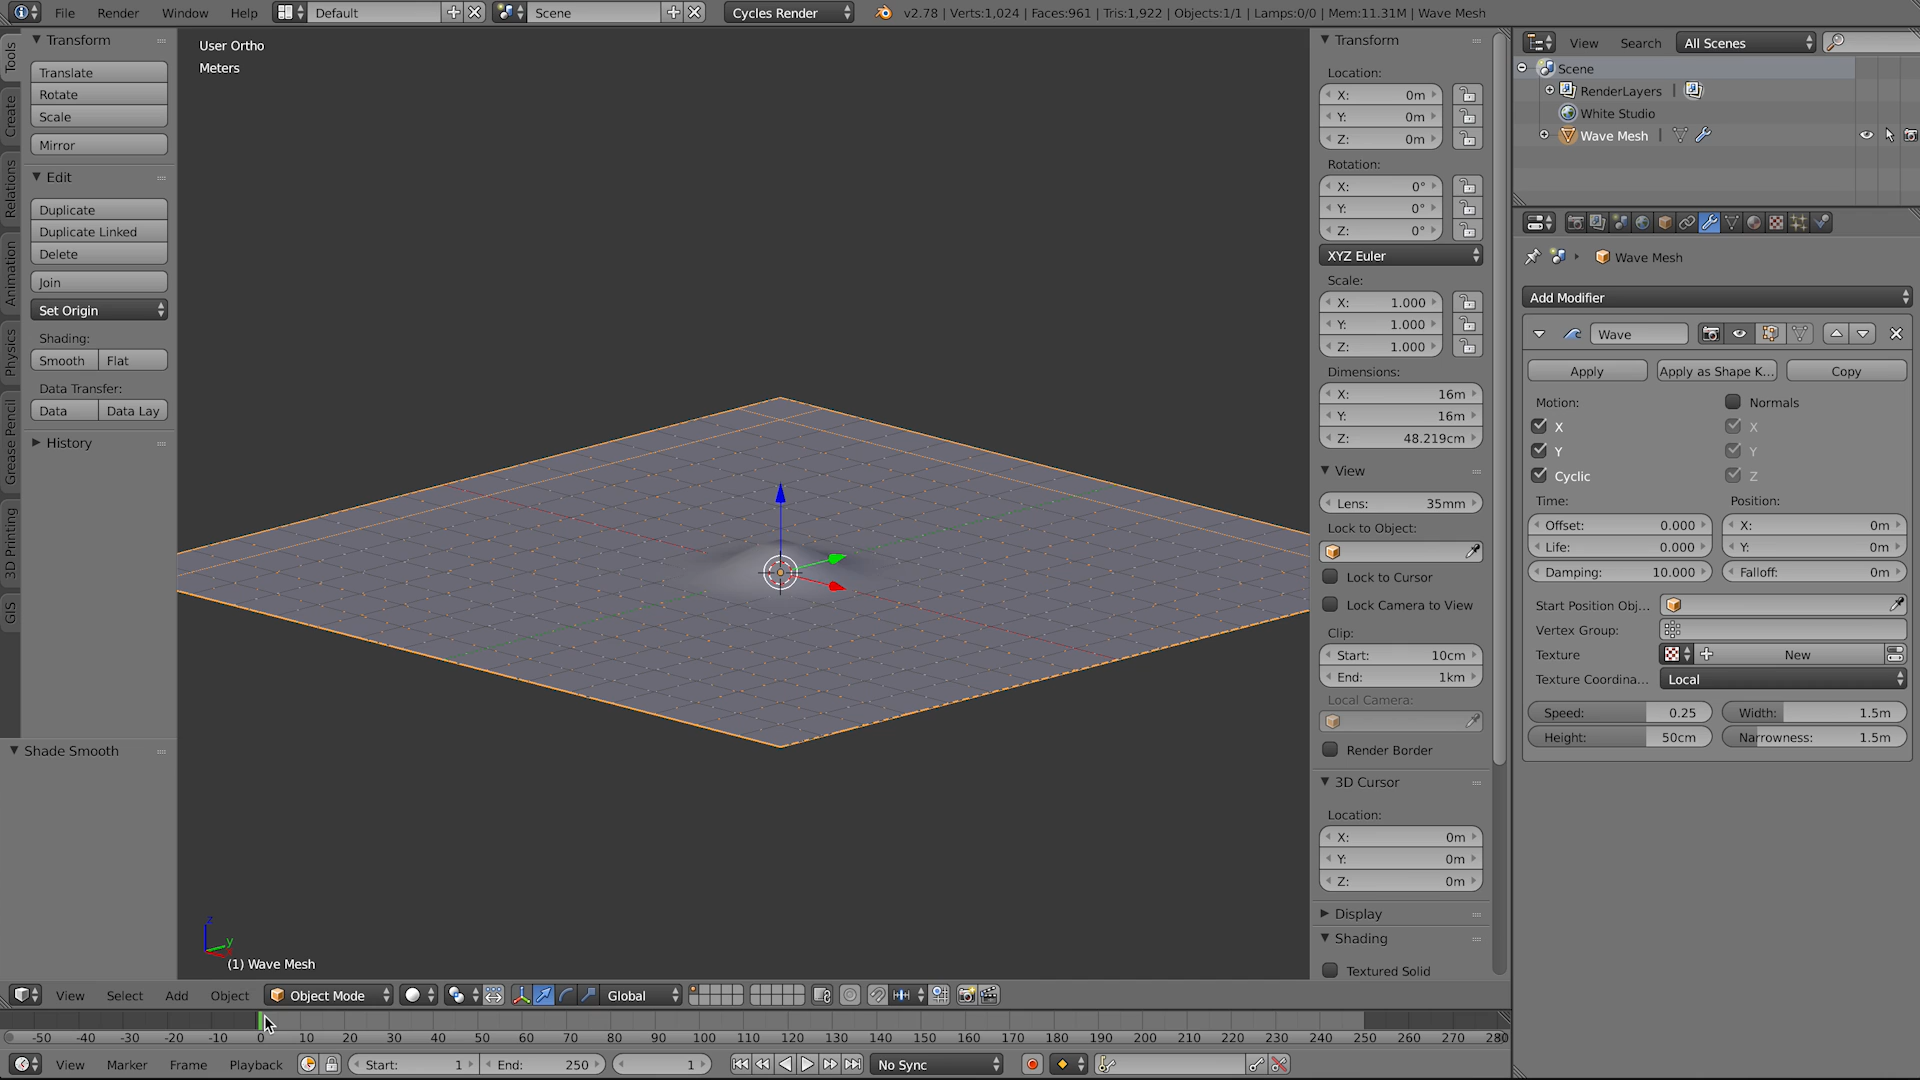 File Render Window Help Default Scene Cycles Render v2.78 | Verts:1,024 | Faces:961 | Tris:1,922 | Objects:1/1 | Lamps:0/0 | Mem:11.31M | Wave Mesh
Tools
Create
Relations
Animation
Physics
Grease Pencil
3D Printing
GIS
Transform
Translate
Rotate
Scale
Mirror
Edit
Duplicate
Duplicate Linked
Delete
Join
Set Origin
Shading:
Smooth Flat
Data Transfer:
Data Data Lay
History
Shade Smooth
User Ortho
Meters
z
y
(1) Wave Mesh
Transform
Location:
X: 0m
Y: 0m
Z: 0m
Rotation:
X: 0°
Y: 0°
Z: 0°
XYZ Euler
Scale:
X: 1.000
Y: 1.000
Z: 1.000
Dimensions:
X: 16m
Y: 16m
Z: 48.219cm
View
Lens: 35mm
Lock to Object:
Lock to Cursor
Lock Camera to View
Clip:
Start: 10cm
End: 1km
Local Camera:
Render Border
3D Cursor
Location:
X: 0m
Y: 0m
Z: 0m
Display
Shading
Textured Solid
View Search All Scenes
Scene
RenderLayers |
White Studio
Wave Mesh |
Wave Mesh
Add Modifier
Wave
Apply Apply as Shape K... Copy
Motion: Normals
X X
Y Y
Cyclic Z
Time: Position:
Offset: 0.000 X: 0m
Life: 0.000 Y: 0m
Damping: 10.000 Falloff: 0m
Start Position Obj...
Vertex Group:
Texture New
Texture Coordina... Local
Speed: 0.25 Width: 1.5m
Height: 50cm Narrowness: 1.5m
View Select Add Object Object Mode Global
-50 -40 -30 -20 -10 0 10 20 30 40 50 60 70 80 90 100 110 120 130 140 150 160 170 180 190 200 210 220 230 240 250 260 270 280
View Marker Frame Playback Start: 1 End: 250 1 No Sync